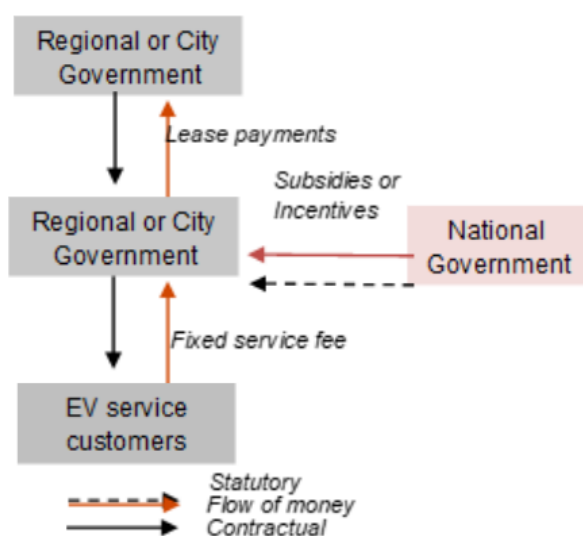 Regional or City
Government
Lease payments
Subsidies or
Incentives
Regional or City
Government
National
Government
Fixed service fee
EV service
customers
Statutory
Flow of money
Contractual